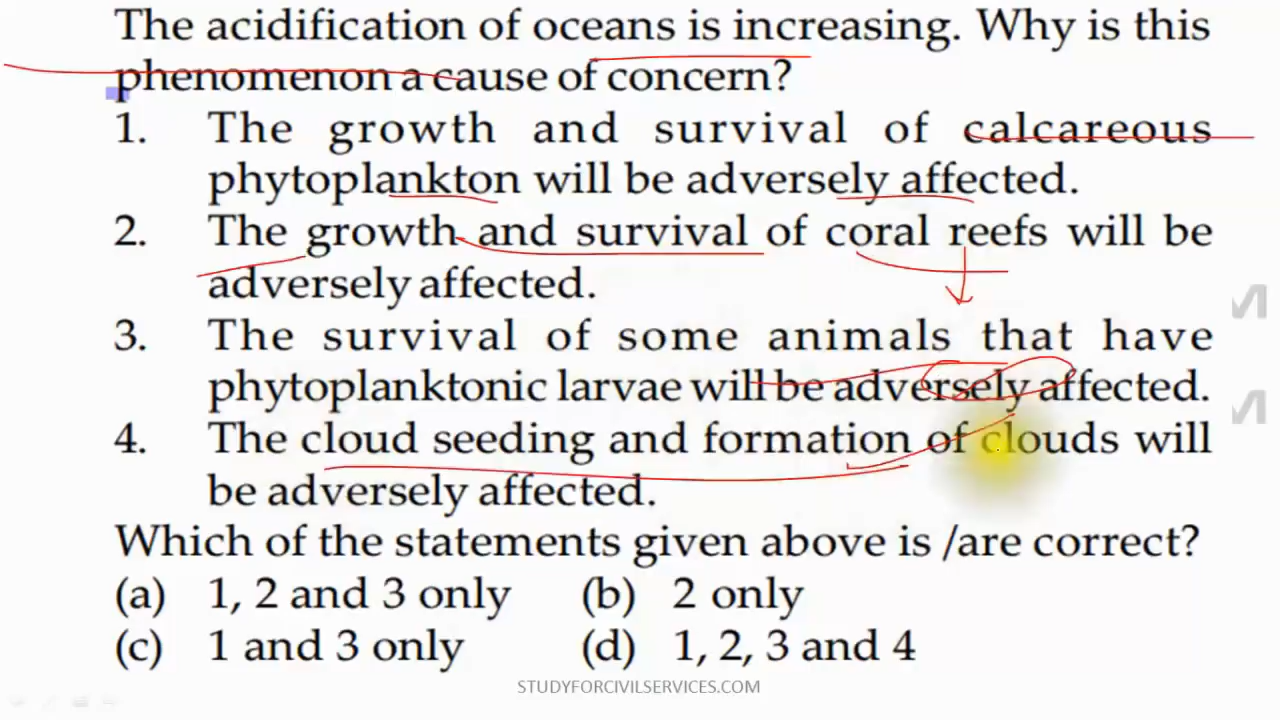 The acidification of oceans is increasing. Why is this
phenomenon a cause of concern?
1. The growth and survival of calcareous
phytoplankton will be adversely affected.
2. The growth and survival of coral reefs will be
adversely affected.
3. The survival of some animals that have
phytoplanktonic larvae will be adversely affected.
4. The cloud seeding and formation of clouds will
be adversely affected.
Which of the statements given above is /are correct?
(a) 1, 2 and 3 only (b) 2 only
(c) 1 and 3 only (d) 1, 2, 3 and 4
STUDYFORCIVILSERVICES.COM
M
M